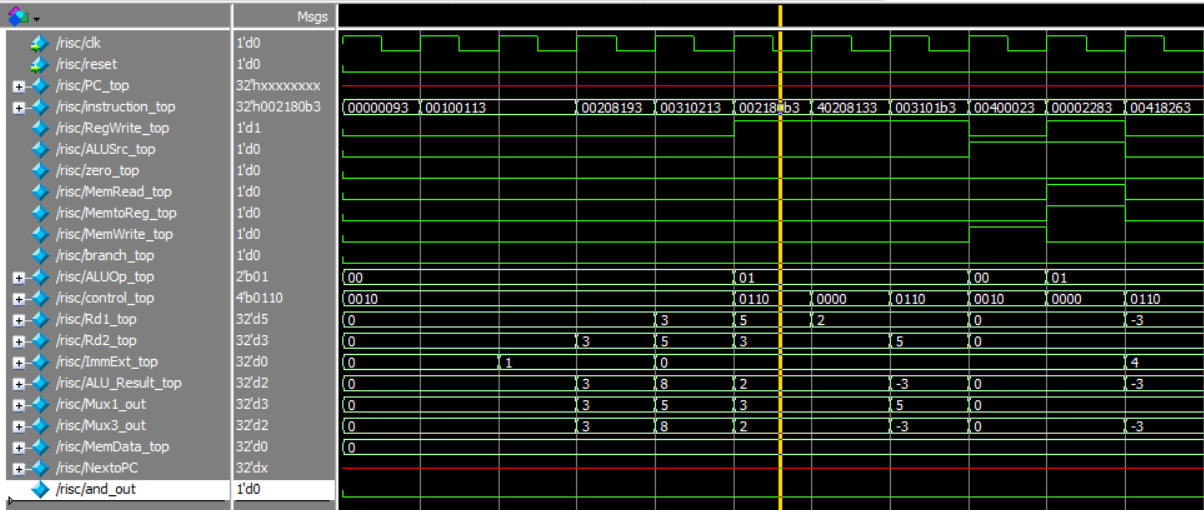 Msgs
/risc/clk 1'd0
/risc/reset 1'd0
/risc/PC_top 32'hxxxxxxxx
/risc/instruction_top 32'h002180b3 00000093 00100113 00208193 00310213 002180b3 40208133 003101b3 00400023 00002283 00418263
/risc/RegWrite_top 1'd1
/risc/ALUSrc_top 1'd0
/risc/zero_top 1'd0
/risc/MemRead_top 1'd0
/risc/MemtoReg_top 1'd0
/risc/MemWrite_top 1'd0
/risc/branch_top 1'd0
/risc/ALUOp_top 2'b01 00 01 00 01
/risc/control_top 4'b0110 0010 0110 0000 0110 0010 0000 0110
/risc/Rd1_top 32'd5 0 3 5 2 0 -3
/risc/Rd2_top 32'd3 0 3 5 3 5 0
/risc/ImmExt_top 32'd0 0 1 0 4
/risc/ALU_Result_top 32'd2 0 3 8 2 -3 0 -3
/risc/Mux1_out 32'd3 0 3 5 3 5 0
/risc/Mux3_out 32'd2 0 3 8 2 -3 0 -3
/risc/MemData_top 32'd0 0
/risc/NextoPC 32'dx
/risc/and_out 1'd0